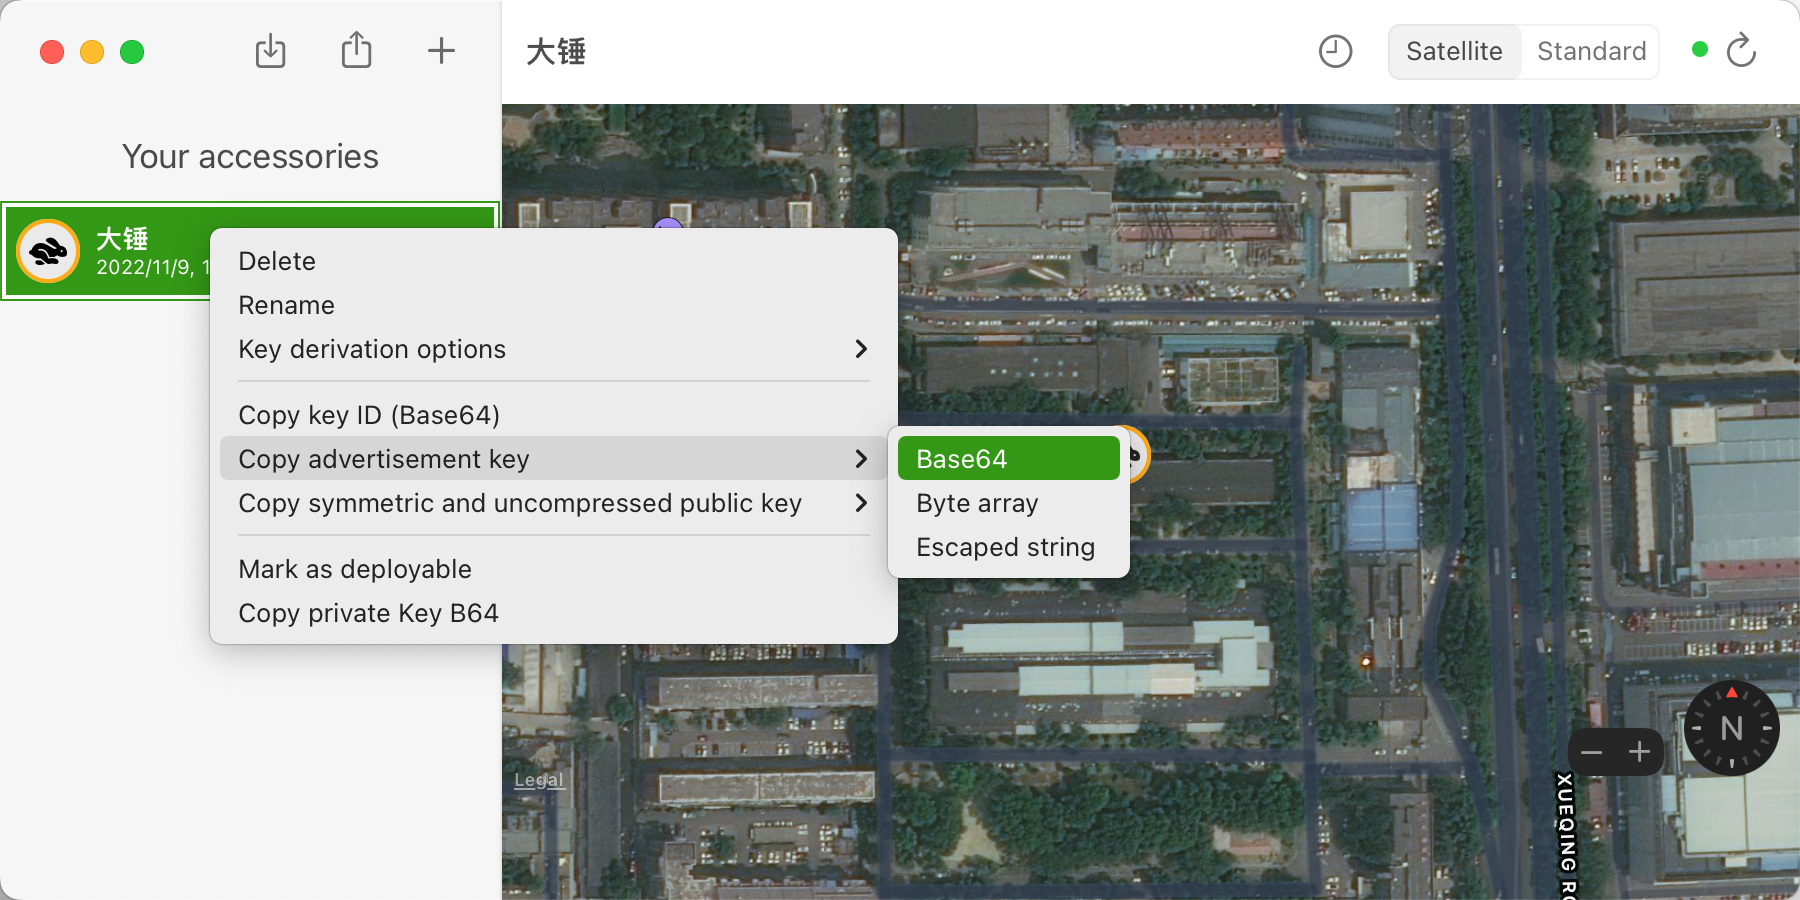 大锤
Satellite
Standard
Your accessories
大锤
2022/11/9, 1
Delete
Rename
Key derivation options
Copy key ID (Base64)
Copy advertisement key
Copy symmetric and uncompressed public key
Mark as deployable
Copy private Key B64
Base64
Byte array
Escaped string
N
Legal
XUEQING